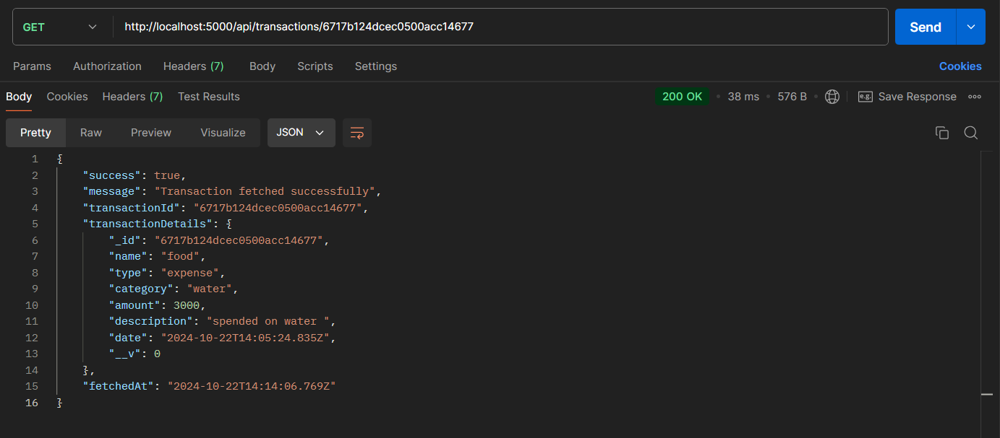 GET http://localhost:5000/api/transactions/6717b124dcec0500acc14677 Send
Params Authorization Headers (7) Body Scripts Settings Cookies
Body Cookies Headers (7) Test Results 200 OK • 38 ms • 576 B • e.g. Save Response
Pretty Raw Preview Visualize JSON
1 {
2 "success": true,
3 "message": "Transaction fetched successfully",
4 "transactionId": "6717b124dcec0500acc14677",
5 "transactionDetails": {
6 "_id": "6717b124dcec0500acc14677",
7 "name": "food",
8 "type": "expense",
9 "category": "water",
10 "amount": 3000,
11 "description": "spended on water ",
12 "date": "2024-10-22T14:05:24.835Z",
13 "__v": 0
14 },
15 "fetchedAt": "2024-10-22T14:14:06.769Z"
16 }